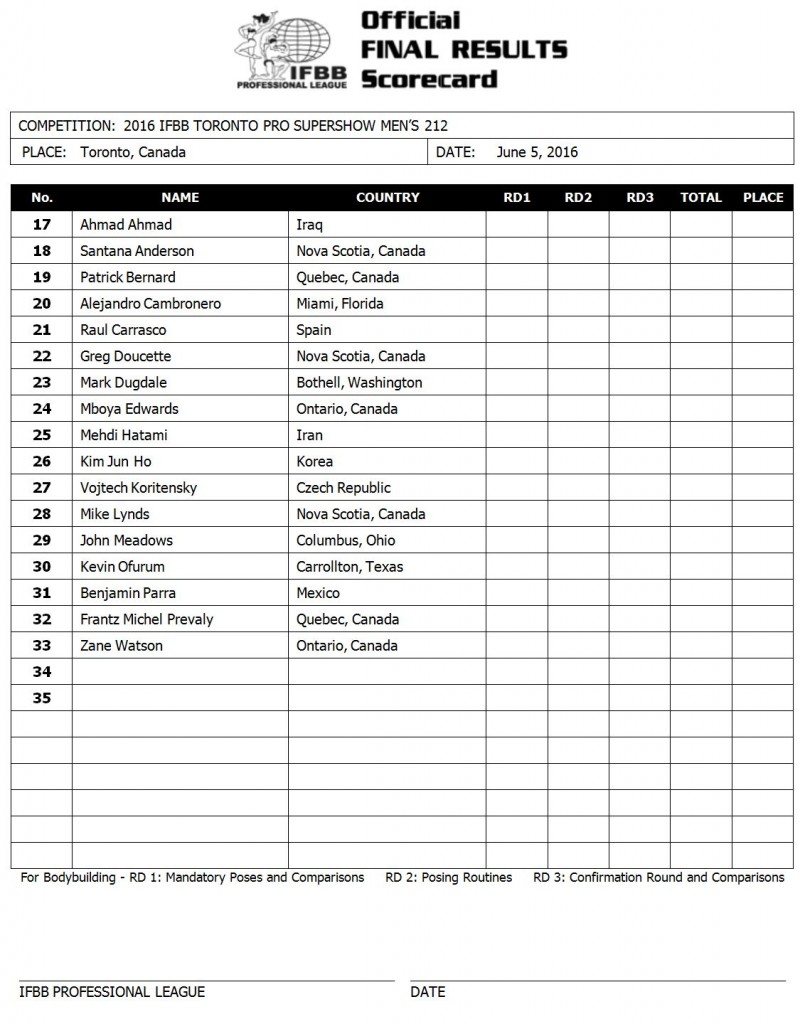 Official
FINAL RESULTS
Scorecard
IFBB
PROFESSIONAL LEAGUE
COMPETITION: 2016 IFBB TORONTO PRO SUPERSHOW MEN'S 212
PLACE: Toronto, Canada DATE: June 5, 2016
No. NAME COUNTRY RD1 RD2 RD3 TOTAL PLACE
17 Ahmad Ahmad Iraq
18 Santana Anderson Nova Scotia, Canada
19 Patrick Bernard Quebec, Canada
20 Alejandro Cambronero Miami, Florida
21 Raul Carrasco Spain
22 Greg Doucette Nova Scotia, Canada
23 Mark Dugdale Bothell, Washington
24 Mboya Edwards Ontario, Canada
25 Mehdi Hatami Iran
26 Kim Jun Ho Korea
27 Vojtech Koritensky Czech Republic
28 Mike Lynds Nova Scotia, Canada
29 John Meadows Columbus, Ohio
30 Kevin Ofurum Carrollton, Texas
31 Benjamin Parra Mexico
32 Frantz Michel Prevaly Quebec, Canada
33 Zane Watson Ontario, Canada
34
35
For Bodybuilding - RD 1: Mandatory Poses and Comparisons RD 2: Posing Routines RD 3: Confirmation Round and Comparisons
IFBB PROFESSIONAL LEAGUE DATE